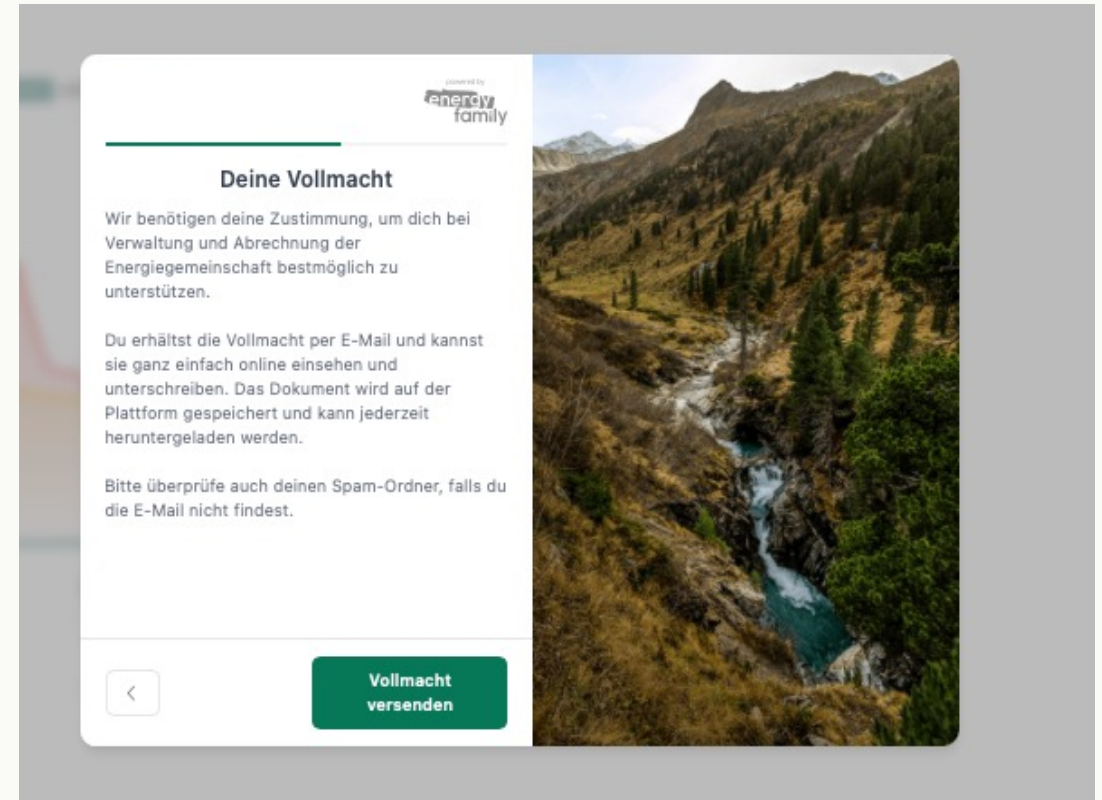 powered by
energy
family
Deine Vollmacht
Wir benötigen deine Zustimmung, um dich bei
Verwaltung und Abrechnung der
Energiegemeinschaft bestmöglich zu
unterstützen.
Du erhältst die Vollmacht per E-Mail und kannst
sie ganz einfach online einsehen und
unterschreiben. Das Dokument wird auf der
Plattform gespeichert und kann jederzeit
heruntergeladen werden.
Bitte überprüfe auch deinen Spam-Ordner, falls du
die E-Mail nicht findest.
Vollmacht
versenden